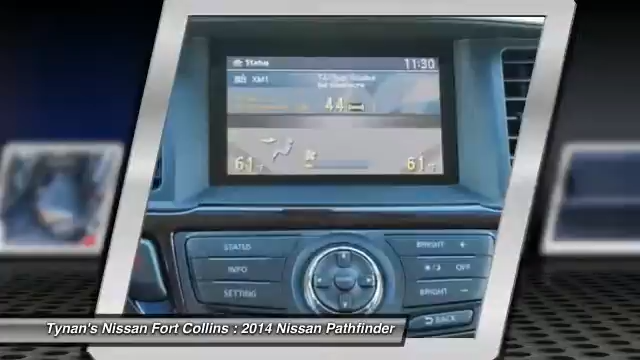 Status 11:30
XM1
44
61°F 61°F
STATUS
INFO
SETTING
BRIGHT +
OFF
BRIGHT -
BACK
Tynan's Nissan Fort Collins : 2014 Nissan Pathfinder